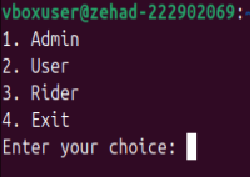 vboxuser@zehad-222902069:
1. Admin
2. User
3. Rider
4. Exit
Enter your choice: